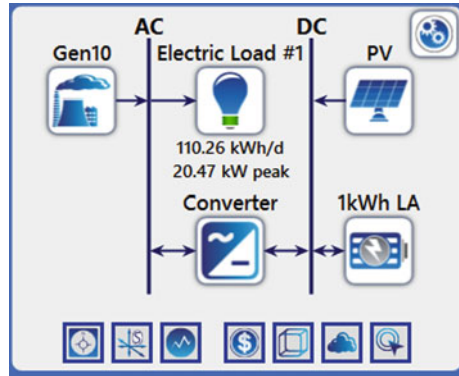 AC DC
Gen10 Electric Load #1 PV
110.26 kWh/d
20.47 kW peak
Converter 1kWh LA
S
$